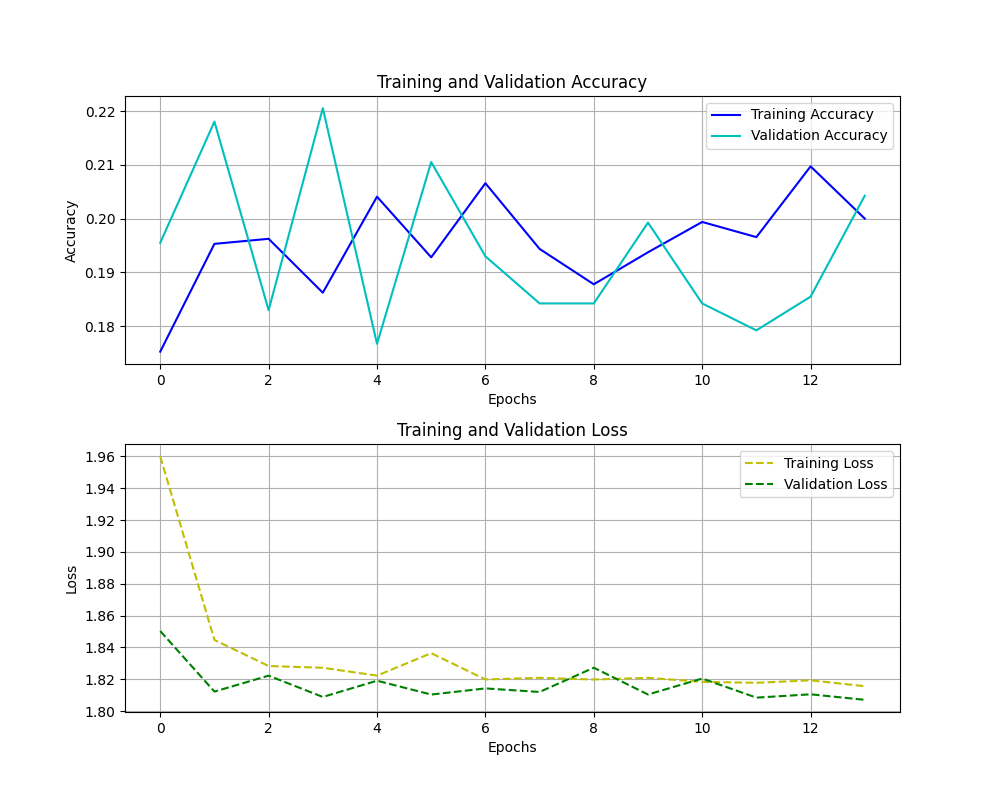 Training and Validation Accuracy
0.22
0.21
0.20
0.19
0.18
Accuracy
Training Accuracy
Validation Accuracy
0 2 4 6 8 10 12
Epochs
Training and Validation Loss
1.96
1.94
1.92
1.90
1.88
1.86
1.84
1.82
1.80
Loss
Training Loss
Validation Loss
0 2 4 6 8 10 12
Epochs